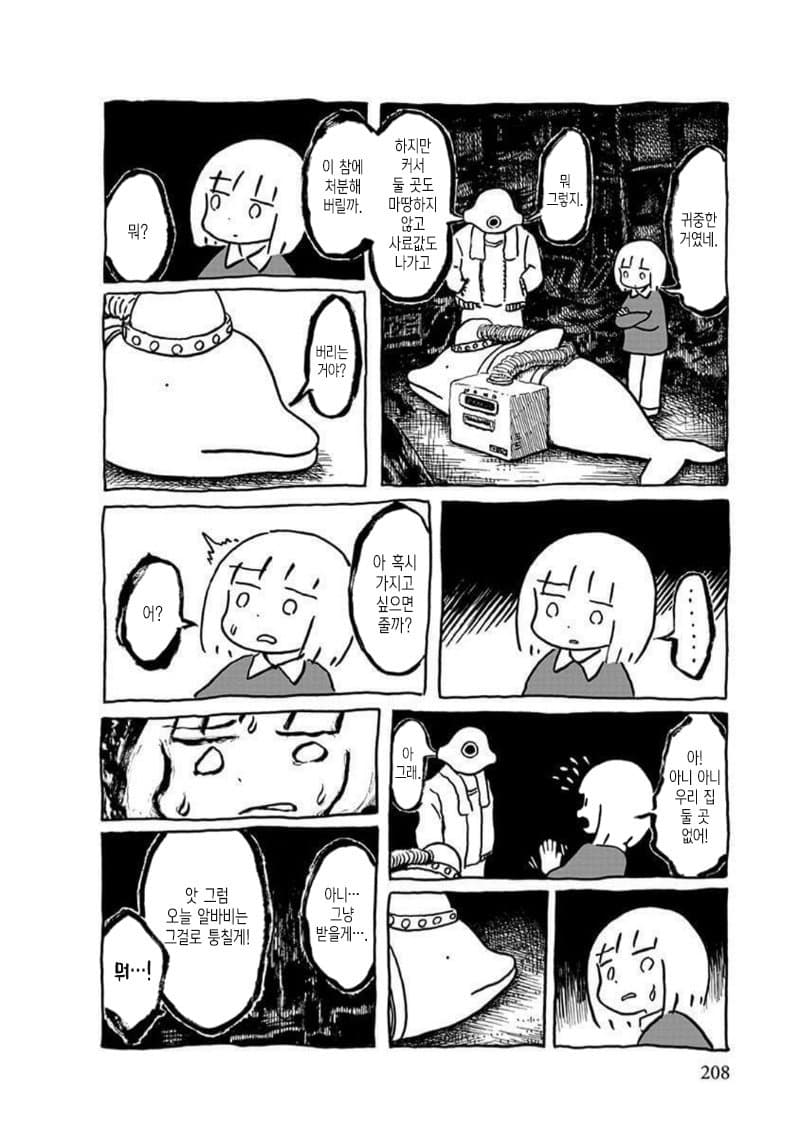 귀중한
거였네.
뭐
그렇지.
하지만
커서
둘 곳도
마땅하지
않고
사료값도
나가고
이 참에
처분해
버릴까.
뭐?
버리는
거야?
······
아 혹시
가지고
싶으면
줄까?
어?
아!
아니 아니
우리 집
둘 곳
없어!
아
그래.
아니···.
그냥
받을게···.
앗 그럼
오늘 알바비는
그걸로 퉁칠게!
뭐···!
208